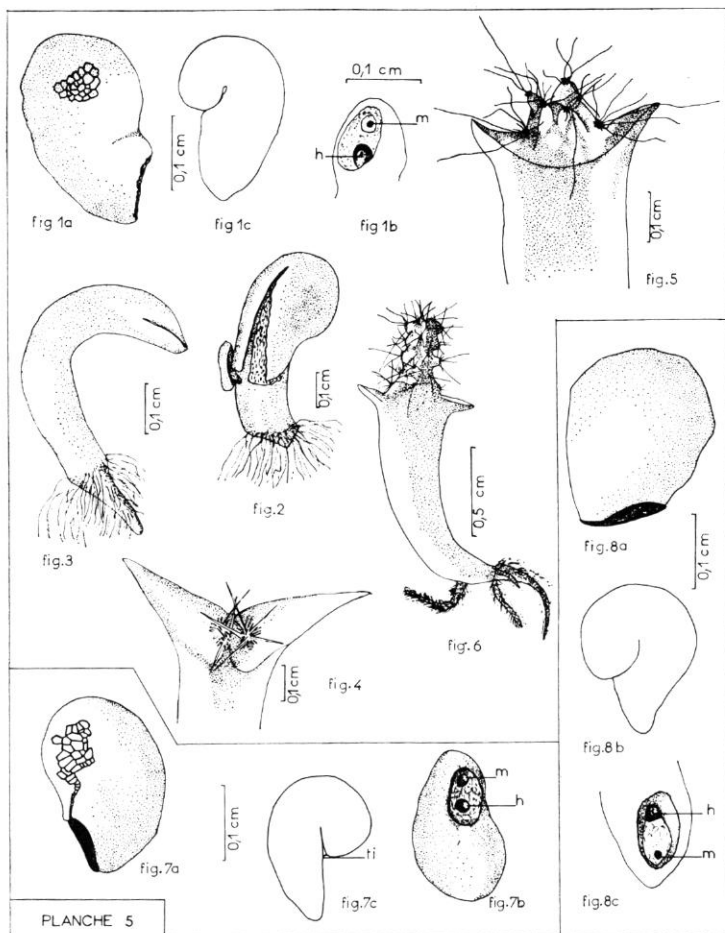 0,1 cm
m
h
fig 1a
0,1 cm
fig 1c
fig 1b
0,1 cm
fig.5
0,1 cm
fig.3
0,1 cm
fig.2
0,5 cm
fig.6
0,1 cm
fig.4
fig.8a
0,1 cm
fig.8b
h
m
fig.8c
fig.7a
0,1 cm
ti
fig.7c
m
h
fig.7b
PLANCHE 5